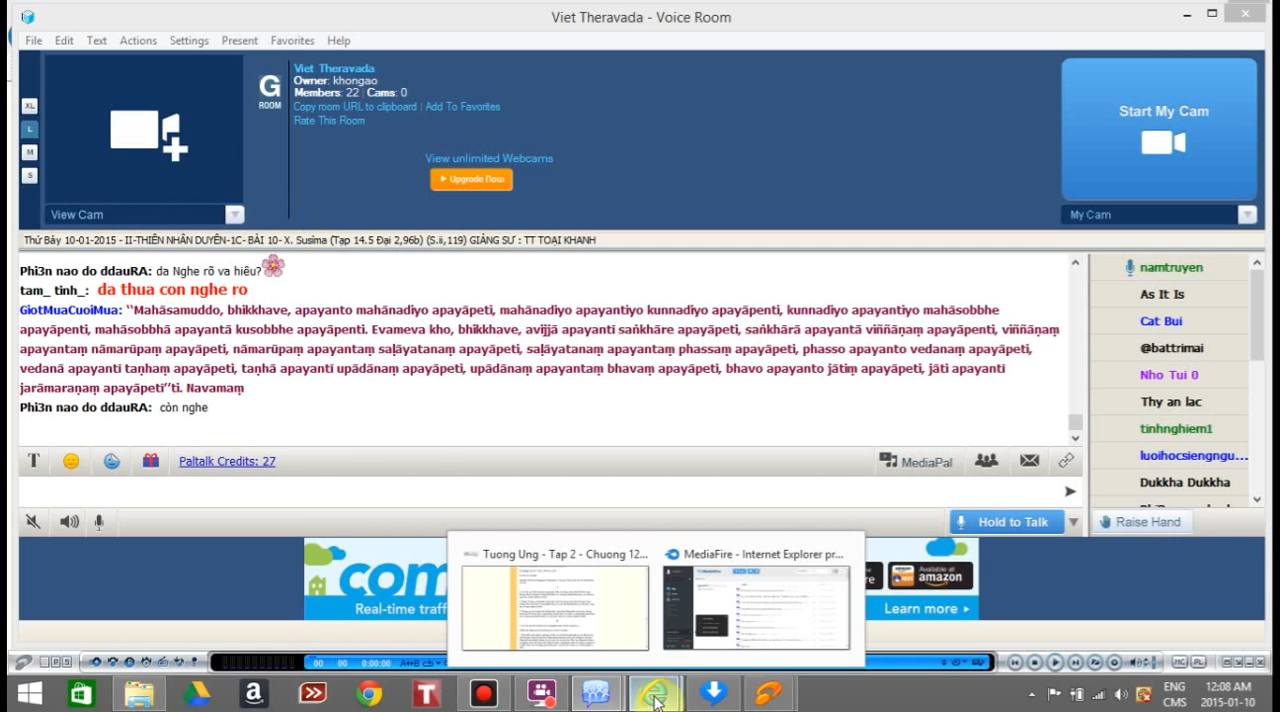 Viet Theravada - Voice Room
File Edit Text Actions Settings Present Favorites Help
Viet Theravada
Owner: khongao
Members: 22 Cams: 0
Copy room URL to clipboard | Add To Favorites
Rate This Room
G
ROOM
XL
L
M
S
View unlimited Webcams
Upgrade Now
Start My Cam
View Cam
My Cam
Thứ Bảy 10-01-2015 - II-THIÊN NHÂN DUYÊN-1C- BÀI 10- X. Susima (Tạp 14.5 Đại 2,96b) (S.ii,119) GIẢNG SƯ : TT TOẠI KHANH
Phi3n nao do ddauRA: da Nghe rõ va hiêu?
tam_ tinh_: da thua con nghe ro
GiotMuaCuoiMua: ‘‘Mahāsamuddo, bhikkhave, apayanto mahānadiyo apayāpeti, mahānadiyo apayantiyo kunnadiyo apayāpenti, kunnadiyo apayantiyo mahāsobbhe
apayāpenti, mahāsobbhā apayantā kusobbhe apayāpenti. Evameva kho, bhikkhave, avijjā apayanti saṅkhāre apayāpeti, saṅkhārā apayantā viññāṇaṃ apayāpenti, viññāṇaṃ
apayantaṃ nāmarūpaṃ apayāpeti, nāmarūpaṃ apayantaṃ saḷāyatanaṃ apayāpeti, saḷāyatanaṃ apayantaṃ phassaṃ apayāpeti, phasso apayanto vedanaṃ apayāpeti,
vedanā apayanti taṇhaṃ apayāpeti, taṇhā apayanti upādānaṃ apayāpeti, upādānaṃ apayantaṃ bhavaṃ apayāpeti, bhavo apayanto jātiṃ apayāpeti, jāti apayanti
jarāmaraṇaṃ apayāpetī’’ti. Navamaṃ
Phi3n nao do ddauRA: còn nghe
namtruyen
As It Is
Cat Bui
@battrimai
Nho Tui 0
Thy an lac
tinhnghiem1
luoihocsiengngu...
Dukkha Dukkha
T
Paltalk Credits: 27
MediaPal
Hold to Talk
Raise Hand
Tuong Ung - Tap 2 - Chuong 12...
MediaFire - Internet Explorer pr...
com
Real-time traff
Available at
amazon
Learn more
00 00 0:00:00 A↔B
ENG
CMS
12:08 AM
2015-01-10